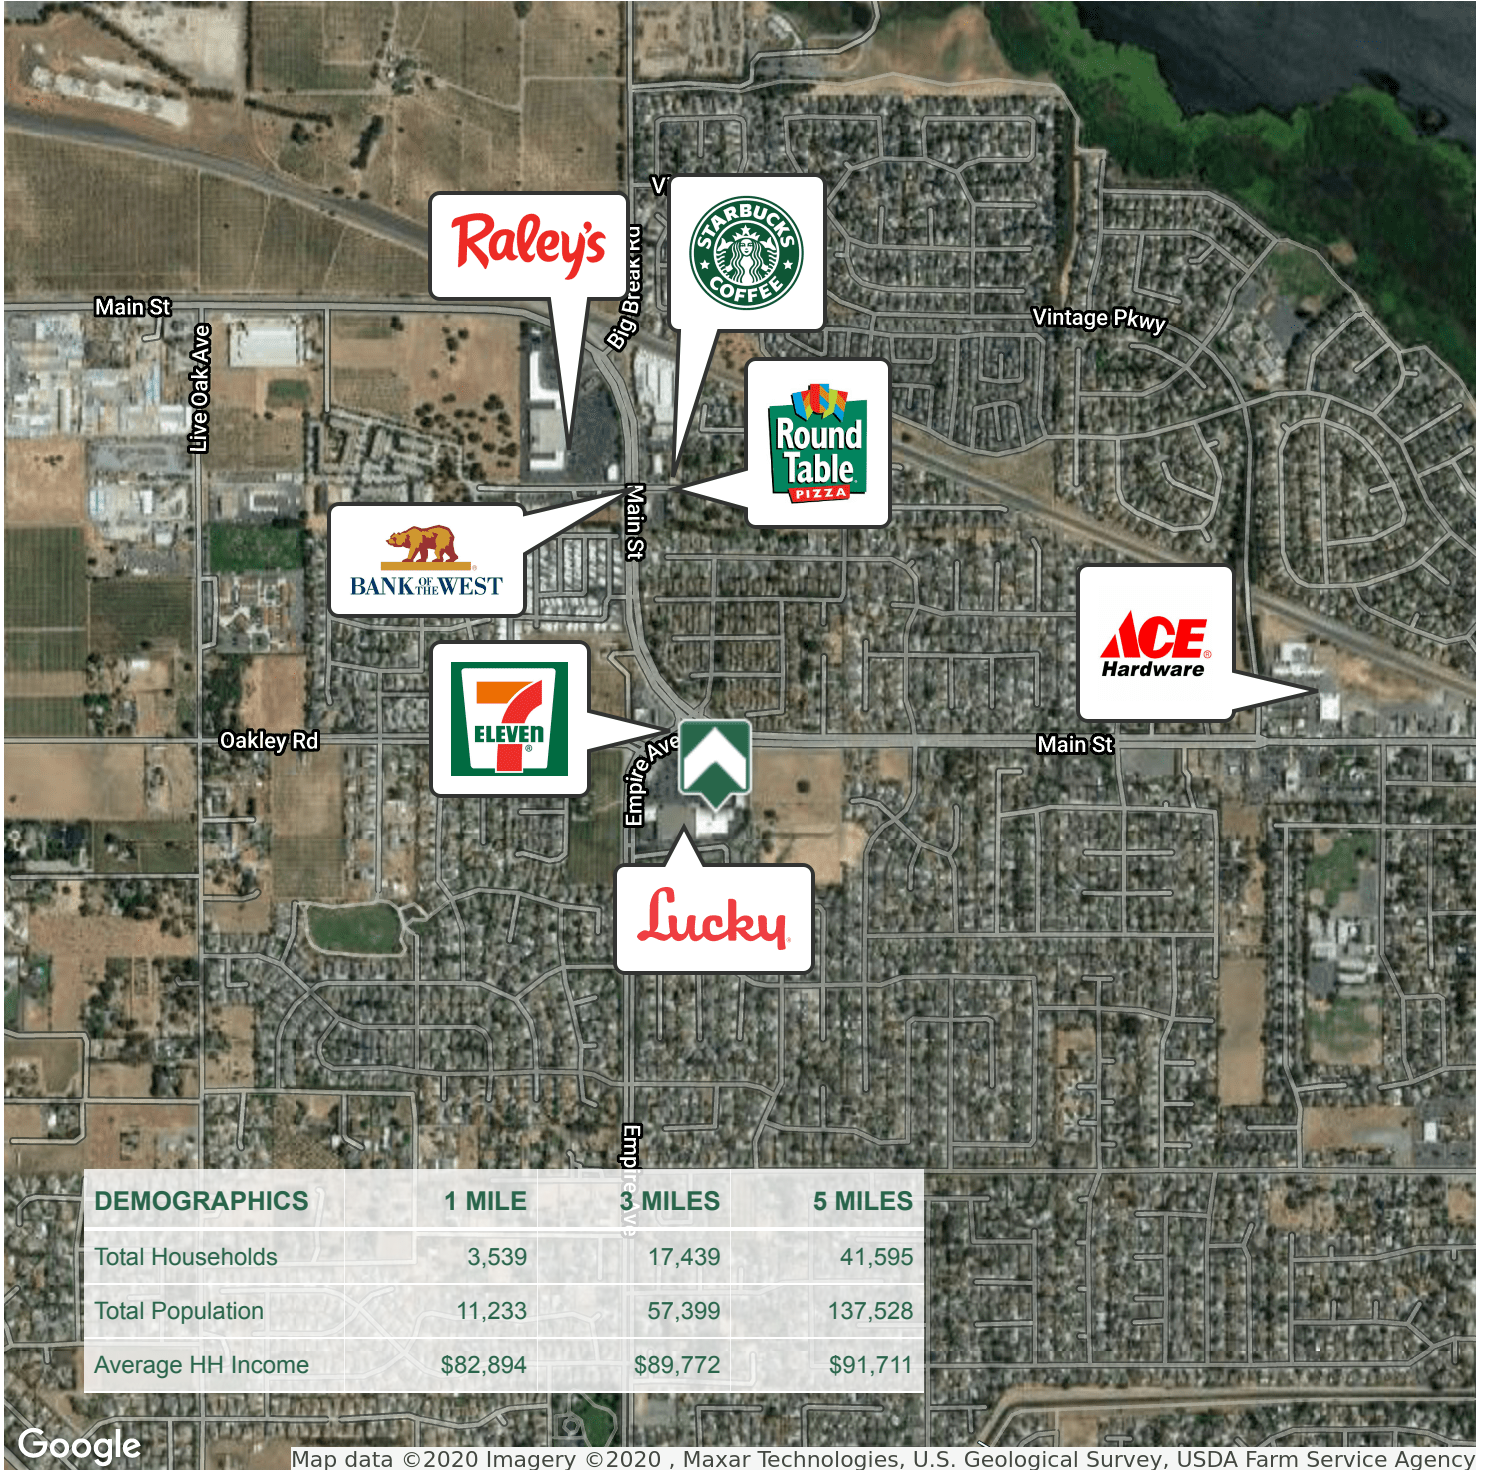 Raley's
STARBUCKS
COFFEE
Vintage Pkwy
Main St
Big Break Rd
Live Oak Ave
Round
Table
PIZZA
Main St
BANK OF THE WEST
ACE
Hardware
7
ELEVEN
Oakley Rd
Empire Ave
Main St
Lucky
Empire Ave
DEMOGRAPHICS 1 MILE 3 MILES 5 MILES
Total Households 3,539 17,439 41,595
Total Population 11,233 57,399 137,528
Average HH Income $82,894 $89,772 $91,711
Google
Map data ©2020 Imagery ©2020 , Maxar Technologies, U.S. Geological Survey, USDA Farm Service Agency